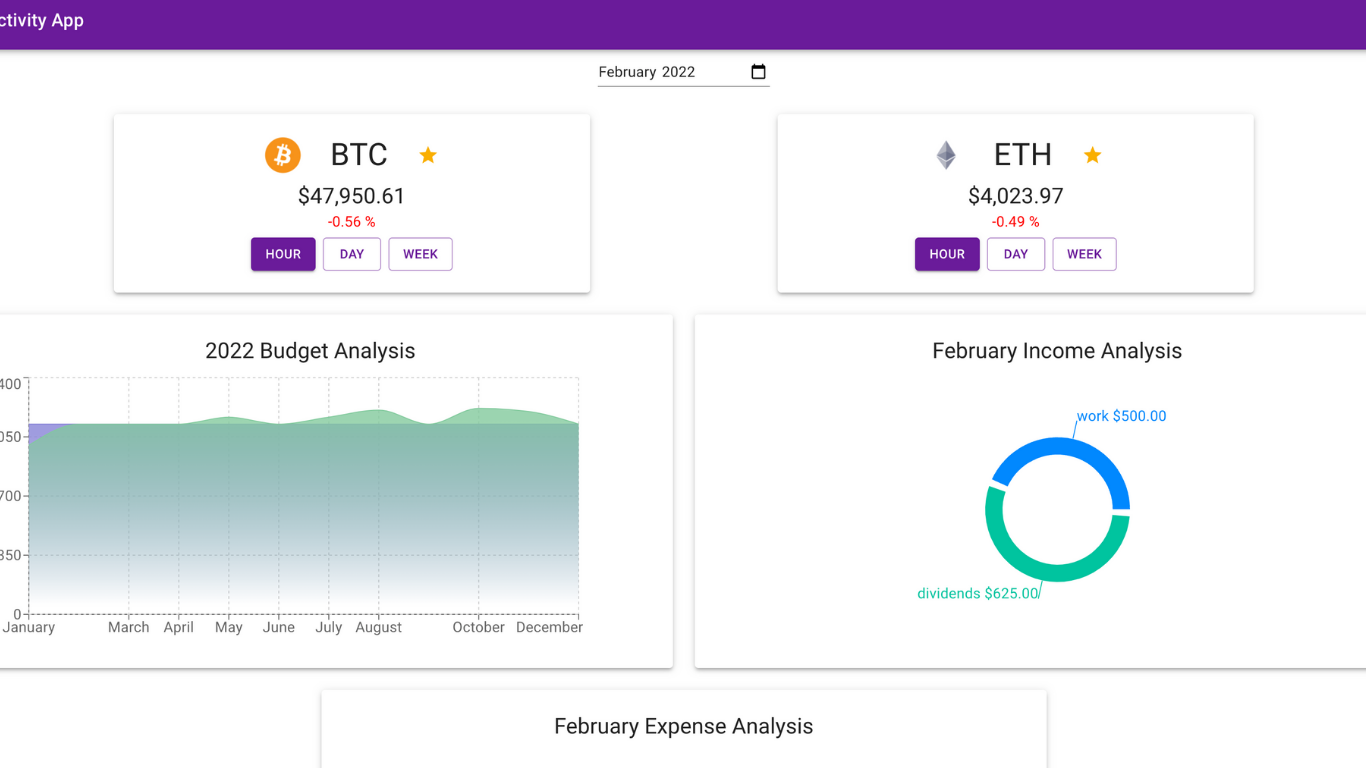 ctivity App
February 2022
BTC
$47,950.61
-0.56 %
HOUR DAY WEEK
ETH
$4,023.97
-0.49 %
HOUR DAY WEEK
2022 Budget Analysis
400
050
700
350
0
January March April May June July August October December
February Income Analysis
work $500.00
dividends $625.00
February Expense Analysis